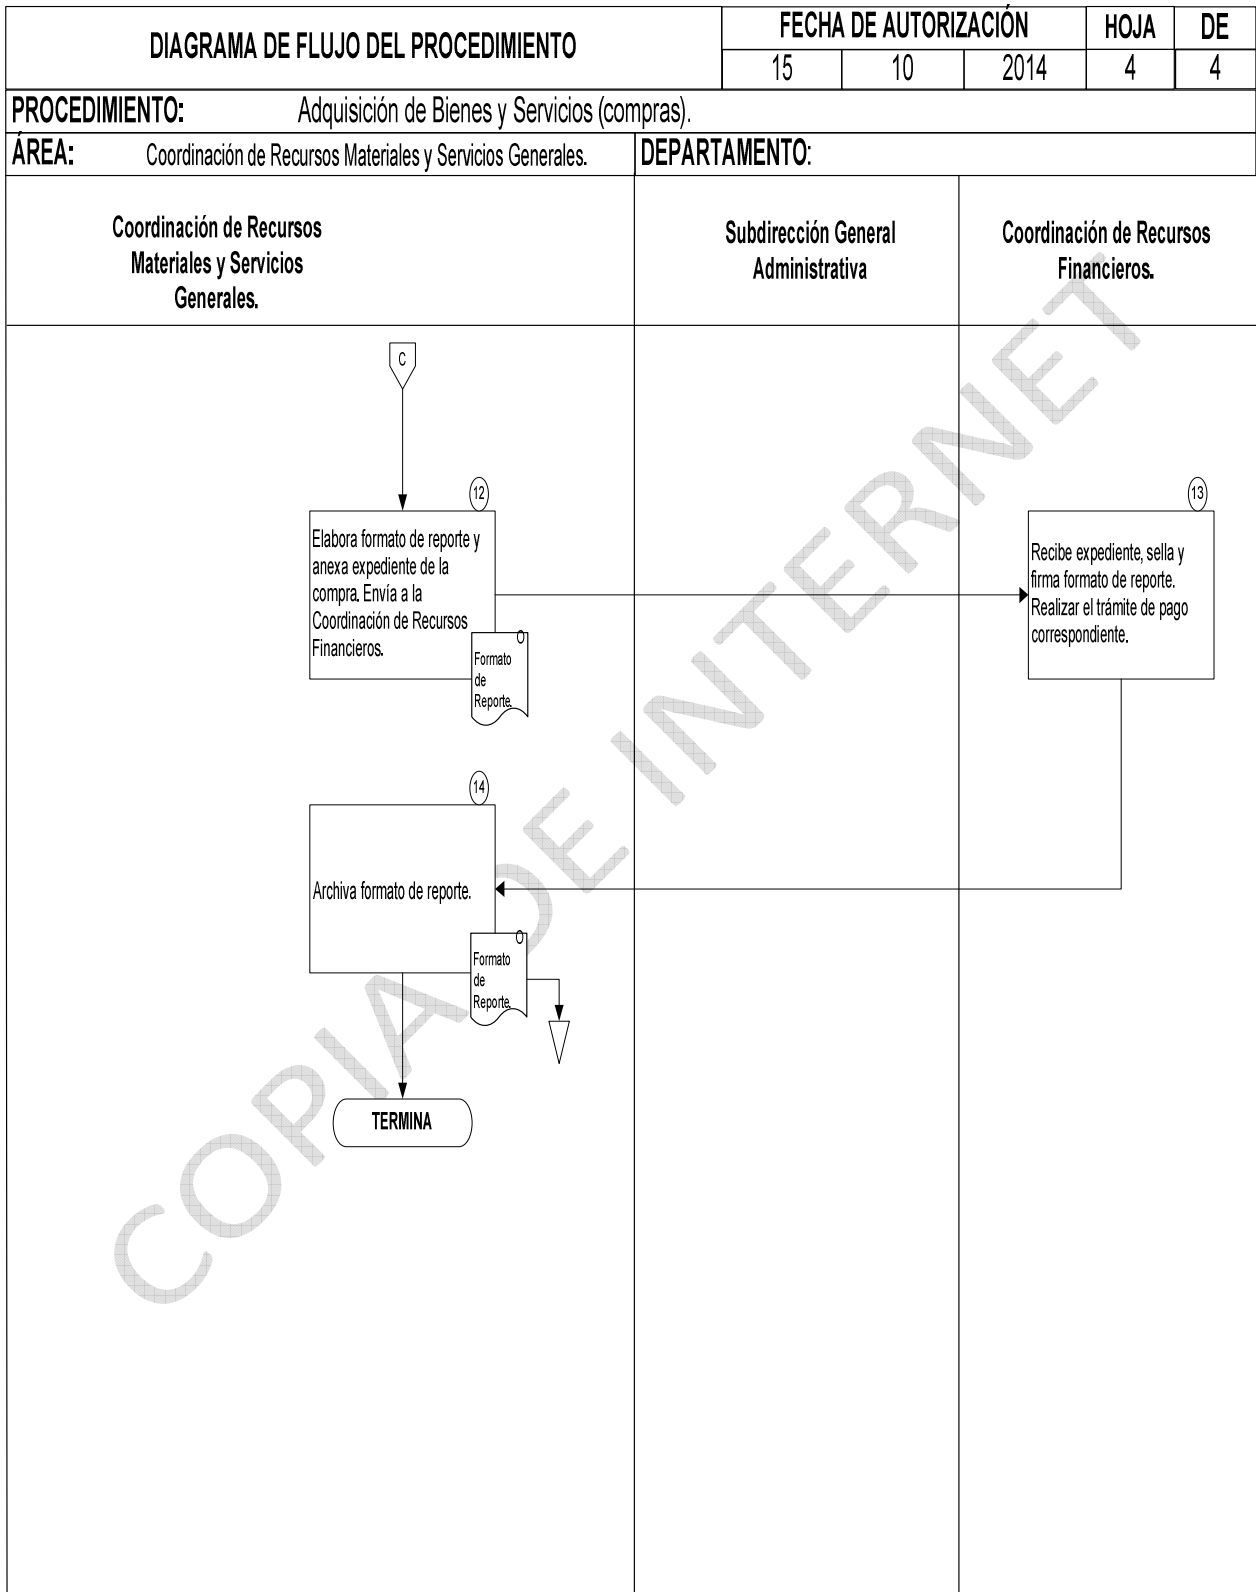 DIAGRAMA DE FLUJO DEL PROCEDIMIENTO
FECHA DE AUTORIZACIÓN
HOJA
DE
15
10
2014
4
4
PROCEDIMIENTO: Adquisición de Bienes y Servicios (compras).
ÁREA: Coordinación de Recursos Materiales y Servicios Generales.
DEPARTAMENTO:
Coordinación de Recursos
Materiales y Servicios
Generales.
Subdirección General
Administrativa
Coordinación de Recursos
Financieros.
C
12
Elabora formato de reporte y
anexa expediente de la
compra. Envía a la
Coordinación de Recursos
Financieros.
O
Formato
de
Reporte.
13
Recibe expediente, sella y
firma formato de reporte.
Realizar el trámite de pago
correspondiente.
14
Archiva formato de reporte.
O
Formato
de
Reporte.
TERMINA
COPIA DE INTERNET